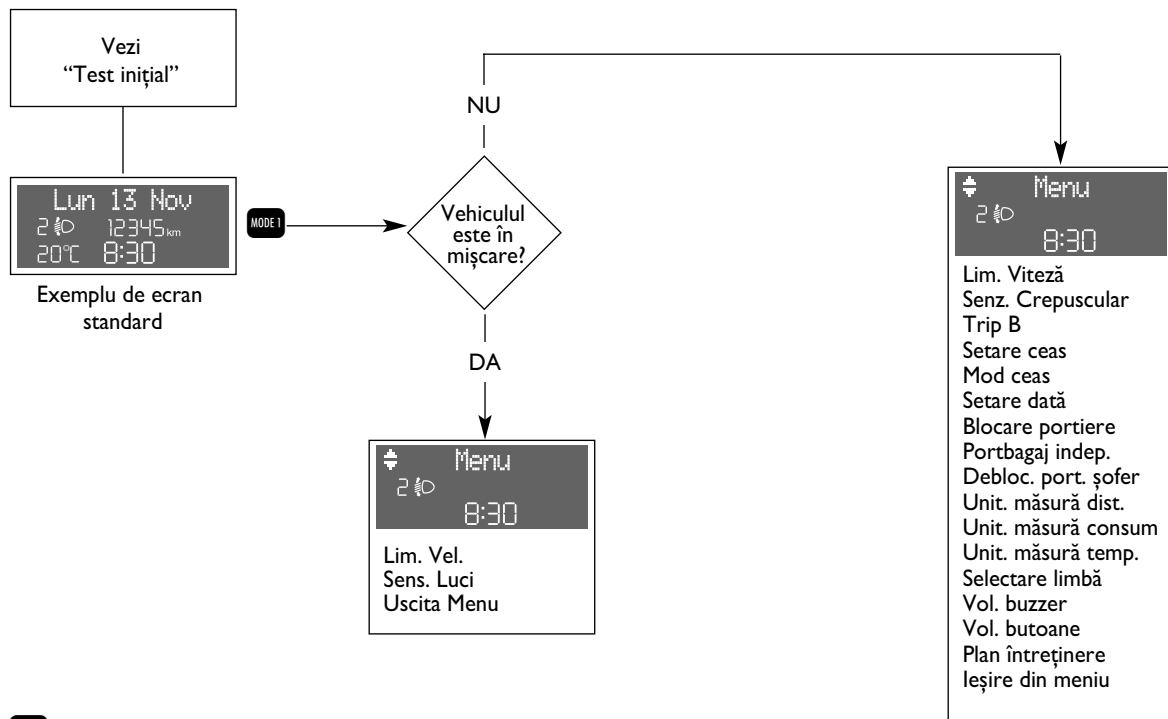 Vezi
“Test inițial”
Lun 13 Nov
2 12345 km
20°C 8:30
Exemplu de ecran
standard
MODE 1
NU
Vehiculul
este în
mișcare?
DA
Menu
2
8:30
Lim. Vel.
Sens. Luci
Uscita Menu
Menu
2
8:30
Lim. Viteză
Senz. Crepuscular
Trip B
Setare ceas
Mod ceas
Setare dată
Blocare portiere
Portbagaj indep.
Debloc. port. șofer
Unit. măsură dist.
Unit. măsură consum
Unit. măsură temp.
Selectare limbă
Vol. buzzer
Vol. butoane
Plan întreținere
Ieșire din meniu